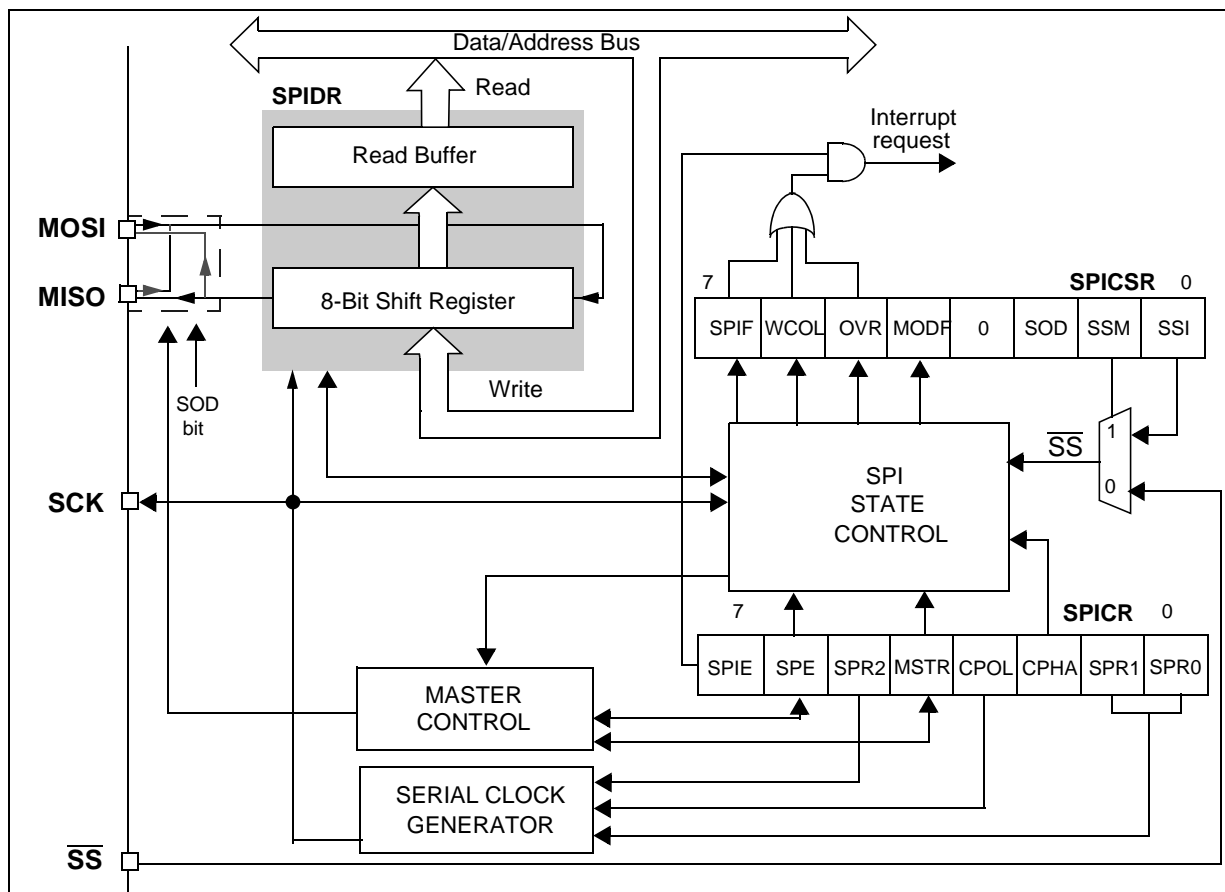 Data/Address Bus
Read
SPIDR
Read Buffer
Interrupt
request
MOSI
MISO
8-Bit Shift Register
7
SPICSR
0
SPIF
WCOL
OVR
MODF
0
SOD
SSM
SSI
Write
SOD
bit
1
SS
0
SCK
SPI
STATE
CONTROL
7
SPICR
0
SPIE
SPE
SPR2
MSTR
CPOL
CPHA
SPR1
SPR0
MASTER
CONTROL
SERIAL CLOCK
GENERATOR
SS